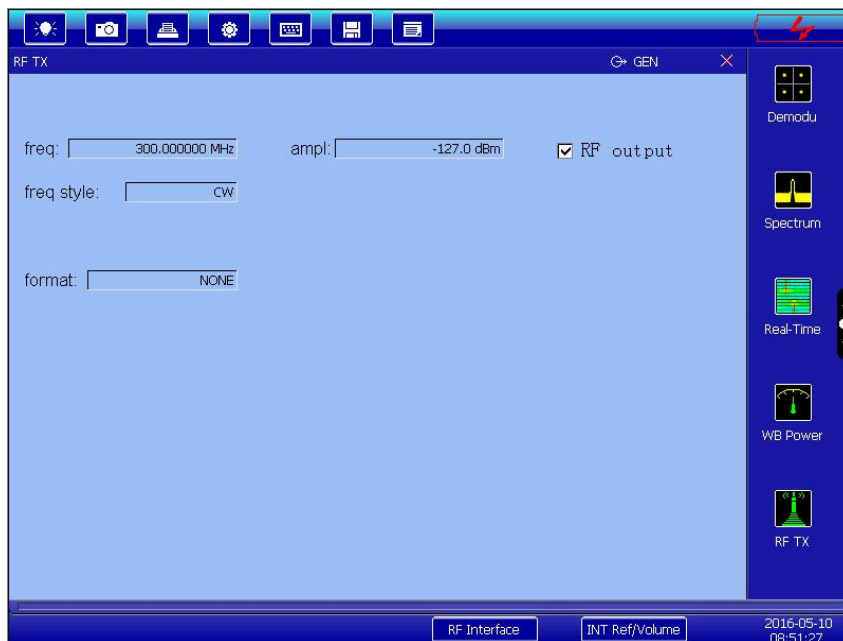 RF TX GEN
Demodu
freq: 300.000000 MHz ampl: -127.0 dBm RF output
freq style: CW
Spectrum
format: NONE
Real-Time
WB Power
RF TX
RF Interface INT Ref/Volume 2016-05-10
08:51:27